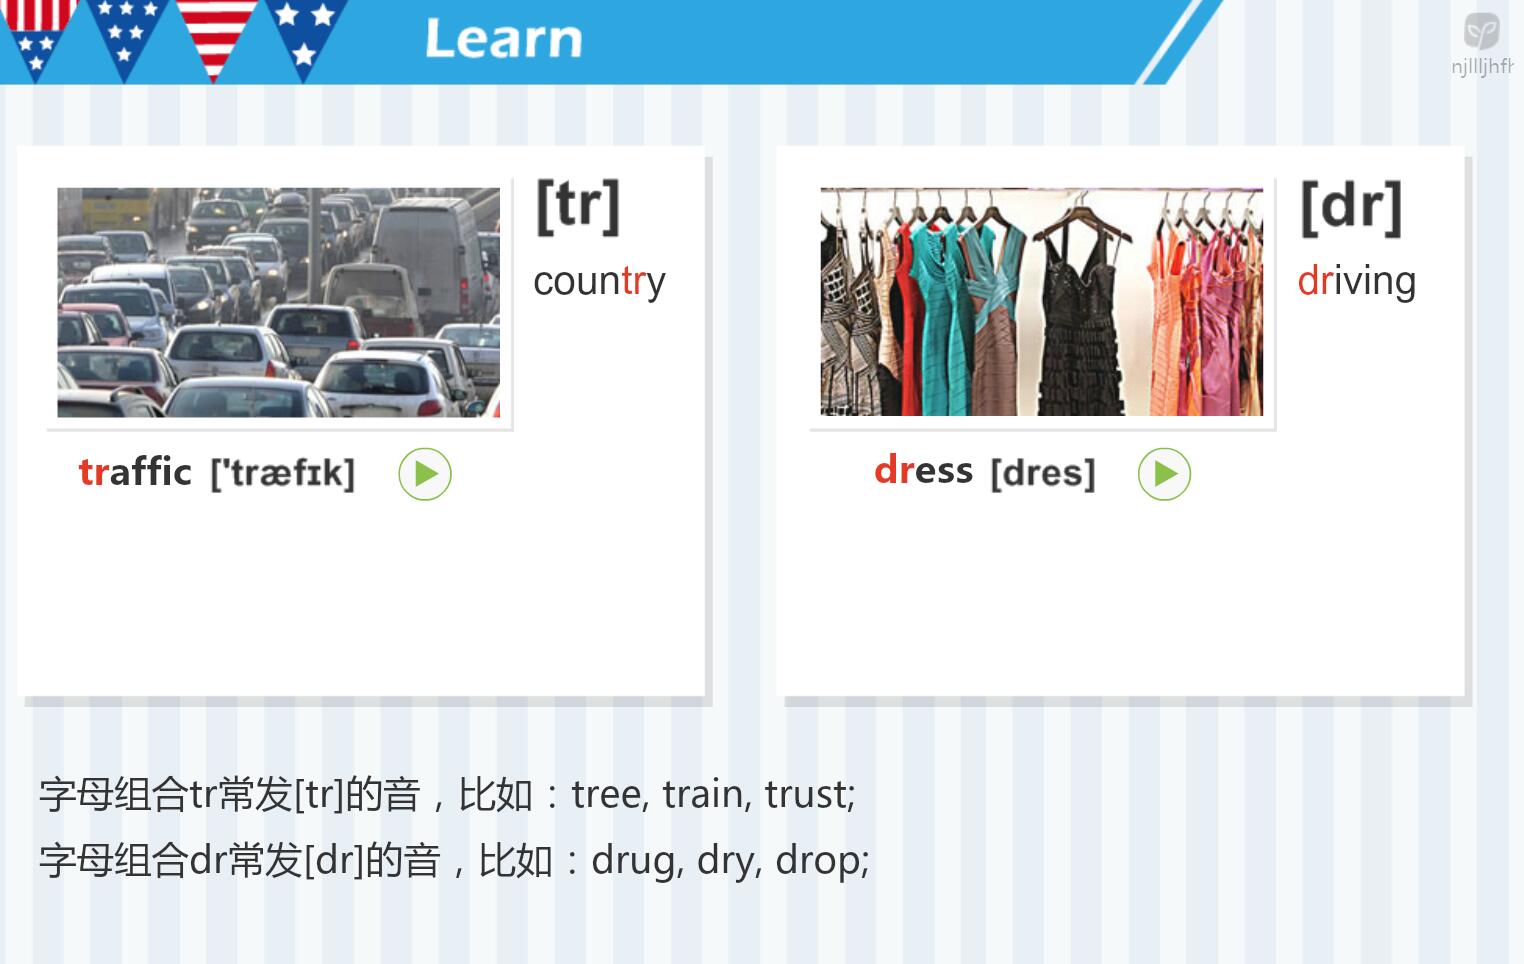 Learn
njllljhfh
[tr]
country
traffic ['træfɪk]
[dr]
driving
dress [dres]
字母组合tr常发[tr]的音，比如：tree, train, trust;
字母组合dr常发[dr]的音，比如：drug, dry, drop;